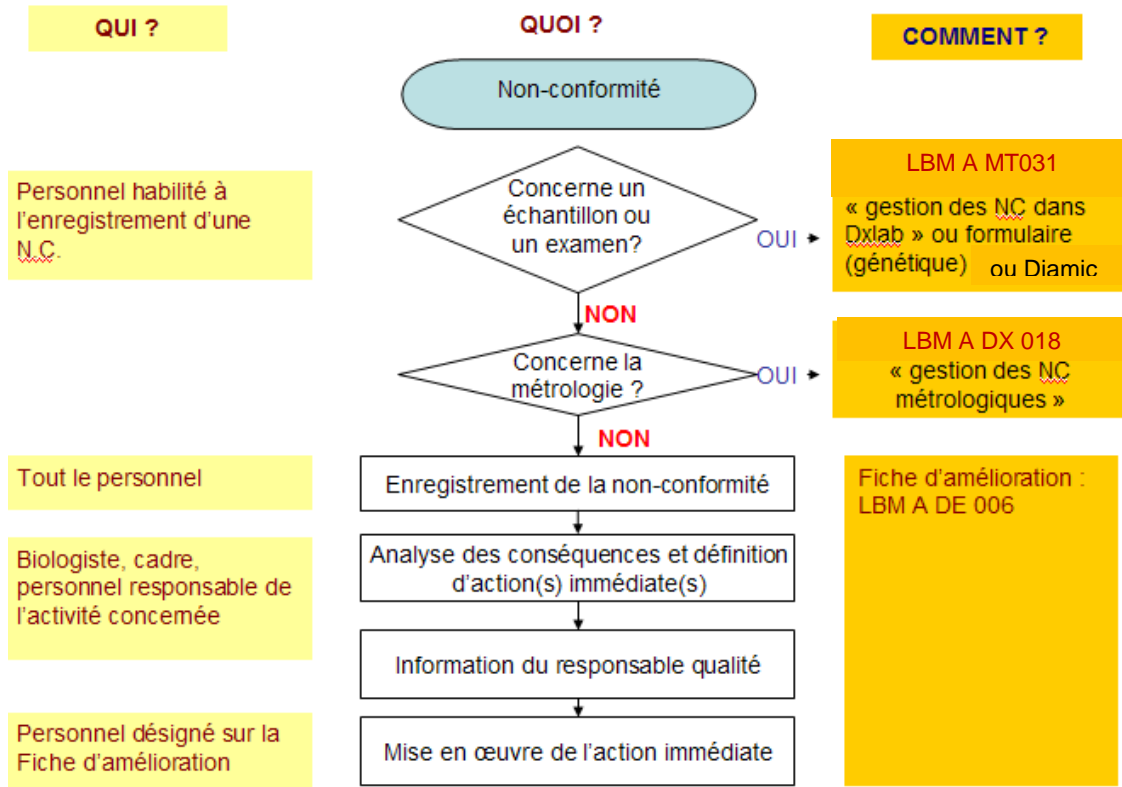 QUI ?
QUOI ?
COMMENT ?
Non-conformité
Personnel habilité à
l'enregistrement d'une
N.C.
Concerne un
échantillon ou
un examen?
OUI
LBM A MT031
« gestion des NC dans
Dxlab » ou formulaire
(génétique)
ou Diamic
NON
Concerne la
métrologie ?
OUI
LBM A DX 018
« gestion des NC
métrologiques »
NON
Tout le personnel
Enregistrement de la non-conformité
Fiche d'amélioration :
LBM A DE 006
Biologiste, cadre,
personnel responsable de
l'activité concernée
Analyse des conséquences et définition
d'action(s) immédiate(s)
Information du responsable qualité
Personnel désigné sur la
Fiche d'amélioration
Mise en œuvre de l'action immédiate